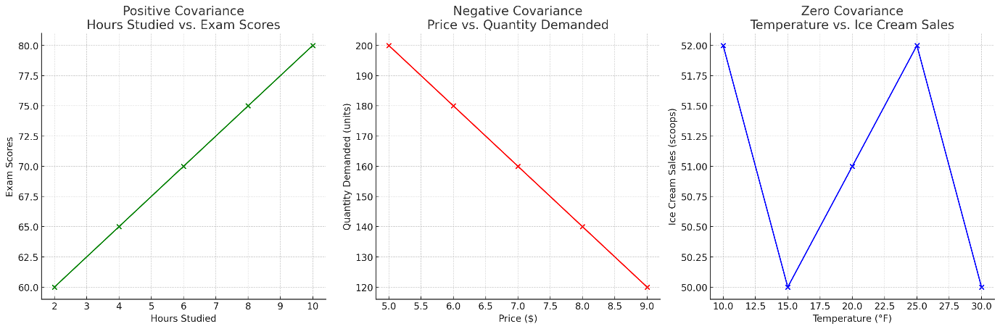 Positive Covariance
Hours Studied vs. Exam Scores
80.0
77.5
75.0
72.5
70.0
67.5
65.0
62.5
60.0
Exam Scores
2 3 4 5 6 7 8 9 10
Hours Studied
Negative Covariance
Price vs. Quantity Demanded
200
190
180
170
160
150
140
130
120
Quantity Demanded (units)
5.0 5.5 6.0 6.5 7.0 7.5 8.0 8.5 9.0
Price ($)
Zero Covariance
Temperature vs. Ice Cream Sales
52.00
51.75
51.50
51.25
51.00
50.75
50.50
50.25
50.00
Ice Cream Sales (scoops)
10.0 12.5 15.0 17.5 20.0 22.5 25.0 27.5 30.0
Temperature (°F)